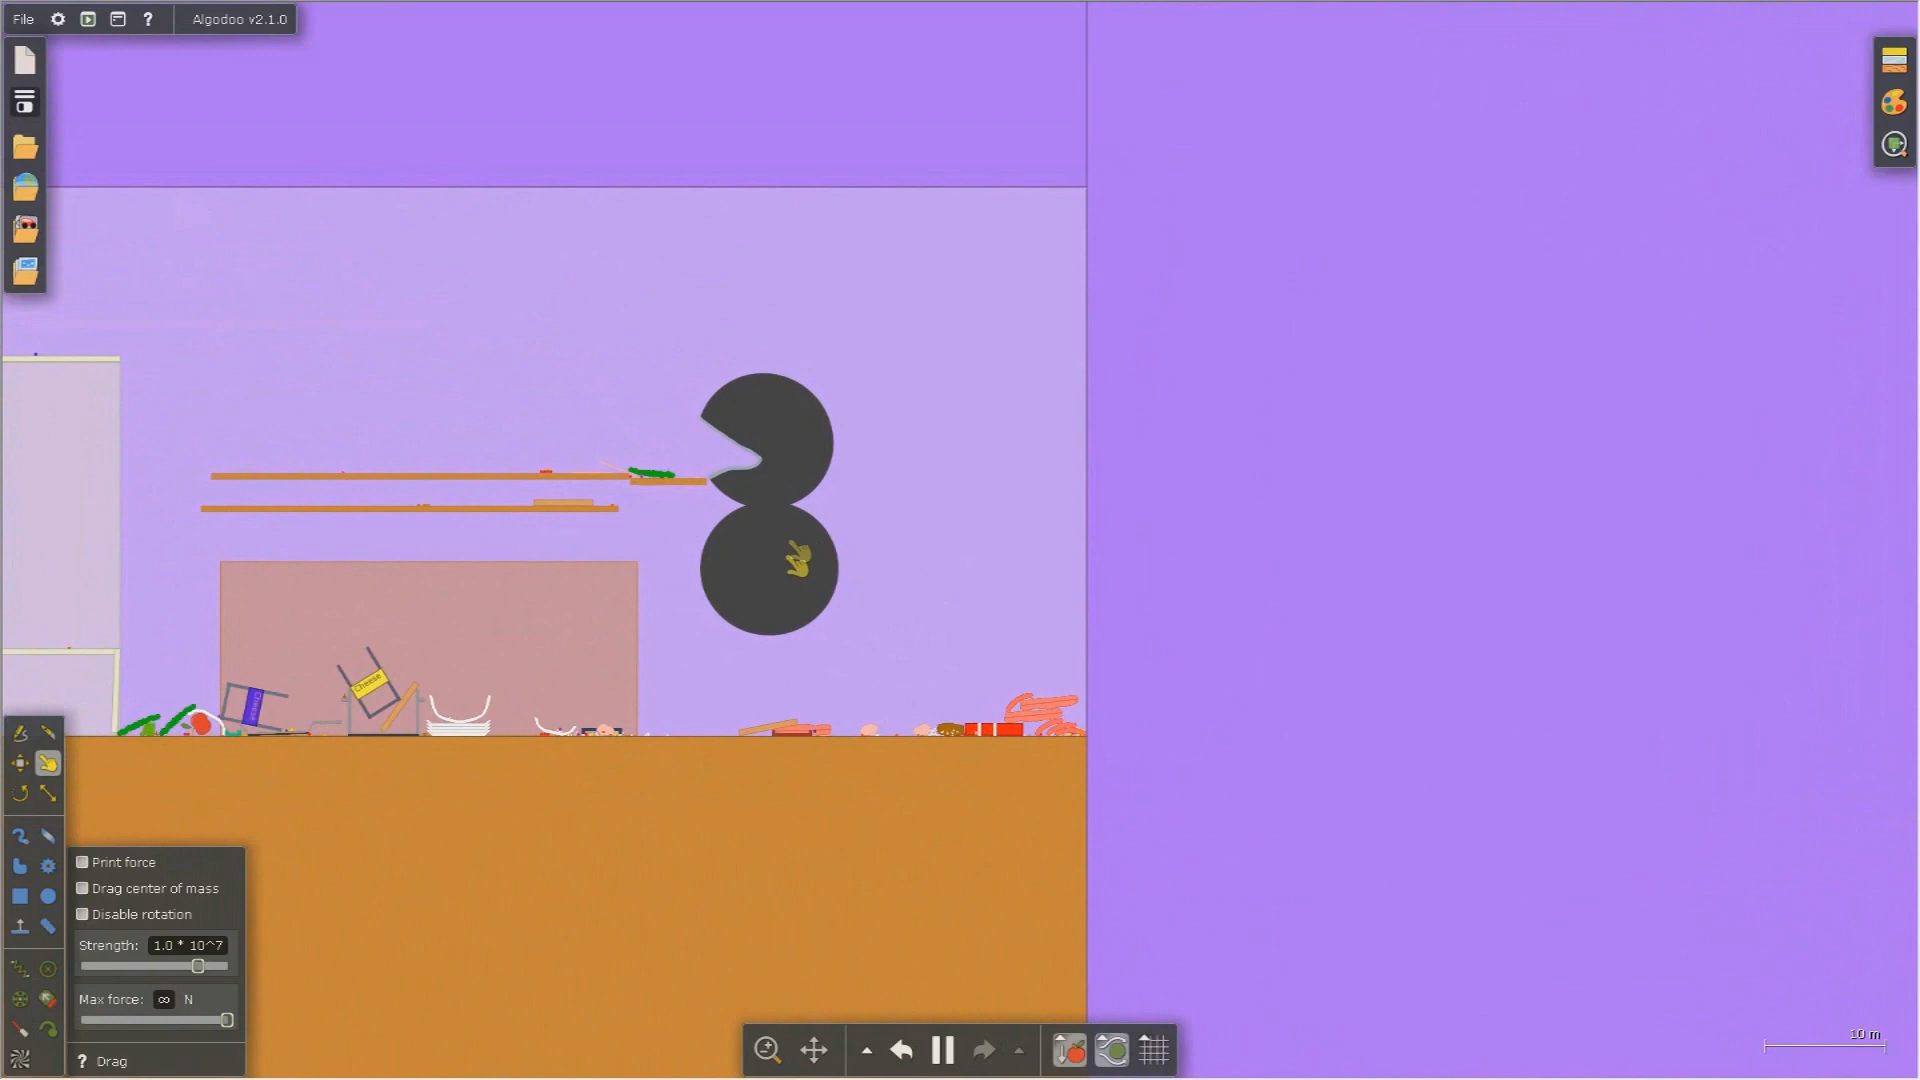 File ? Algodoo v2.1.0
Cheese
Cheese
Print force
Drag center of mass
Disable rotation
Strength: 1.0 * 10^7
Max force: ∞ N
? Drag
10 m